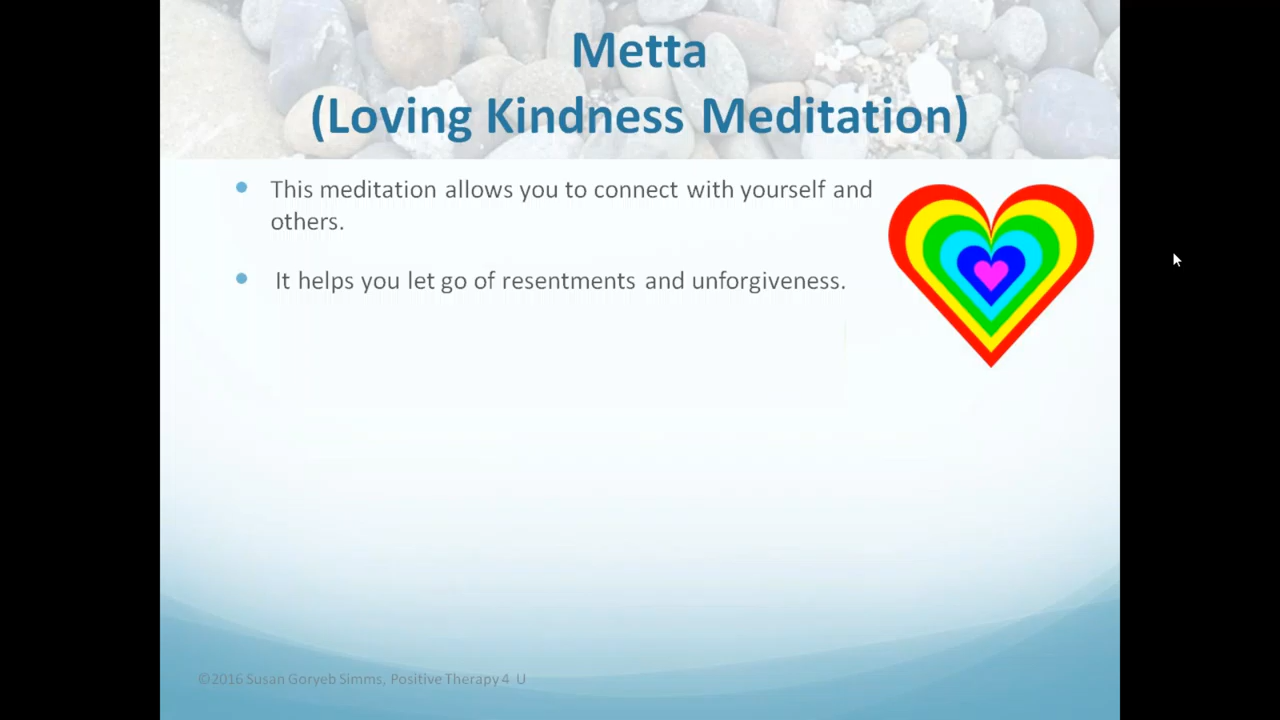 Metta
(Loving Kindness Meditation)
This meditation allows you to connect with yourself and
others.
It helps you let go of resentments and unforgiveness.
©2016 Susan Goryeb Simms, Positive Therapy 4 U